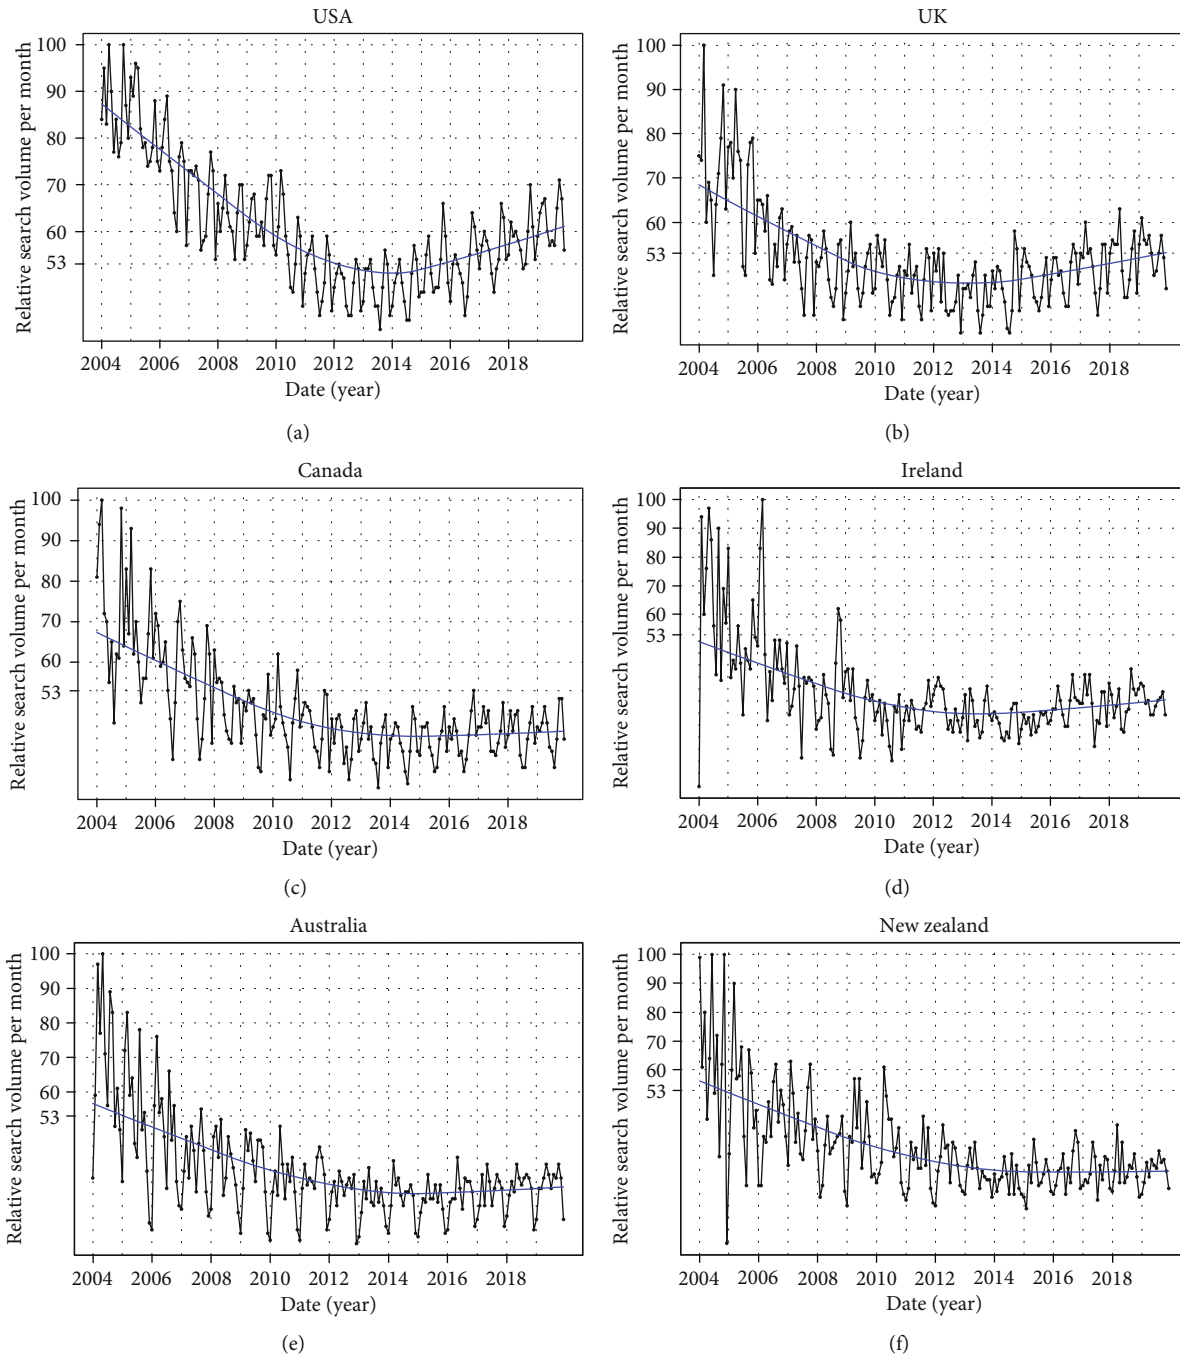 USA
Relative search volume per month
100
90
80
70
60
53
2004 2006 2008 2010 2012 2014 2016 2018
Date (year)
(a)
UK
Relative search volume per month
100
90
80
70
60
53
2004 2006 2008 2010 2012 2014 2016 2018
Date (year)
(b)
Canada
Relative search volume per month
100
90
80
70
60
53
2004 2006 2008 2010 2012 2014 2016 2018
Date (year)
(c)
Ireland
Relative search volume per month
100
90
80
70
60
53
2004 2006 2008 2010 2012 2014 2016 2018
Date (year)
(d)
Australia
Relative search volume per month
100
90
80
70
60
53
2004 2006 2008 2010 2012 2014 2016 2018
Date (year)
(e)
New zealand
Relative search volume per month
100
90
80
70
60
53
2004 2006 2008 2010 2012 2014 2016 2018
Date (year)
(f)